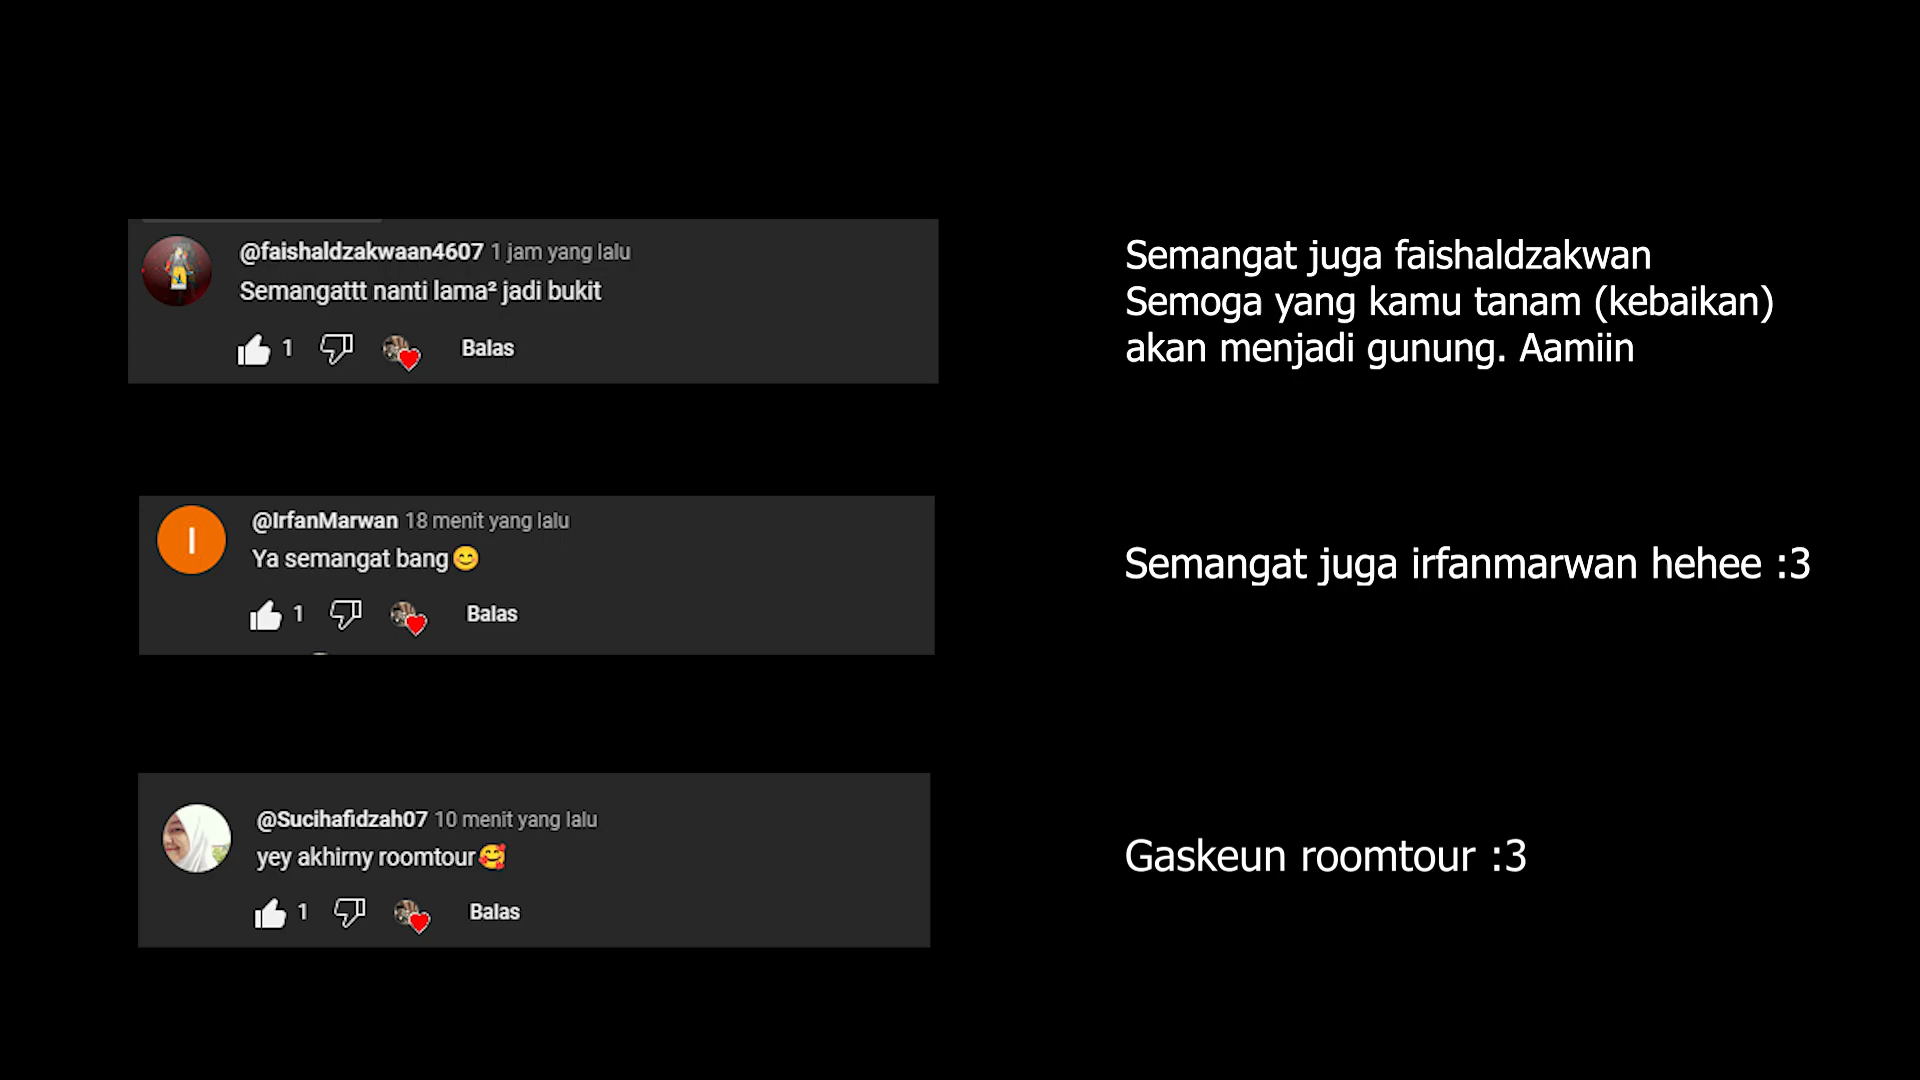 @faishaldzakwaan4607 1 jam yang lalu
Semangattt nanti lama² jadi bukit
1 Balas
Semangat juga faishaldzakwan
Semoga yang kamu tanam (kebaikan)
akan menjadi gunung. Aamiin
I
@IrfanMarwan 18 menit yang lalu
Ya semangat bang😊
1 Balas
Semangat juga irfanmarwan hehee :3
@Sucihafidzah07 10 menit yang lalu
yey akhirny roomtour🥰
1 Balas
Gaskeun roomtour :3